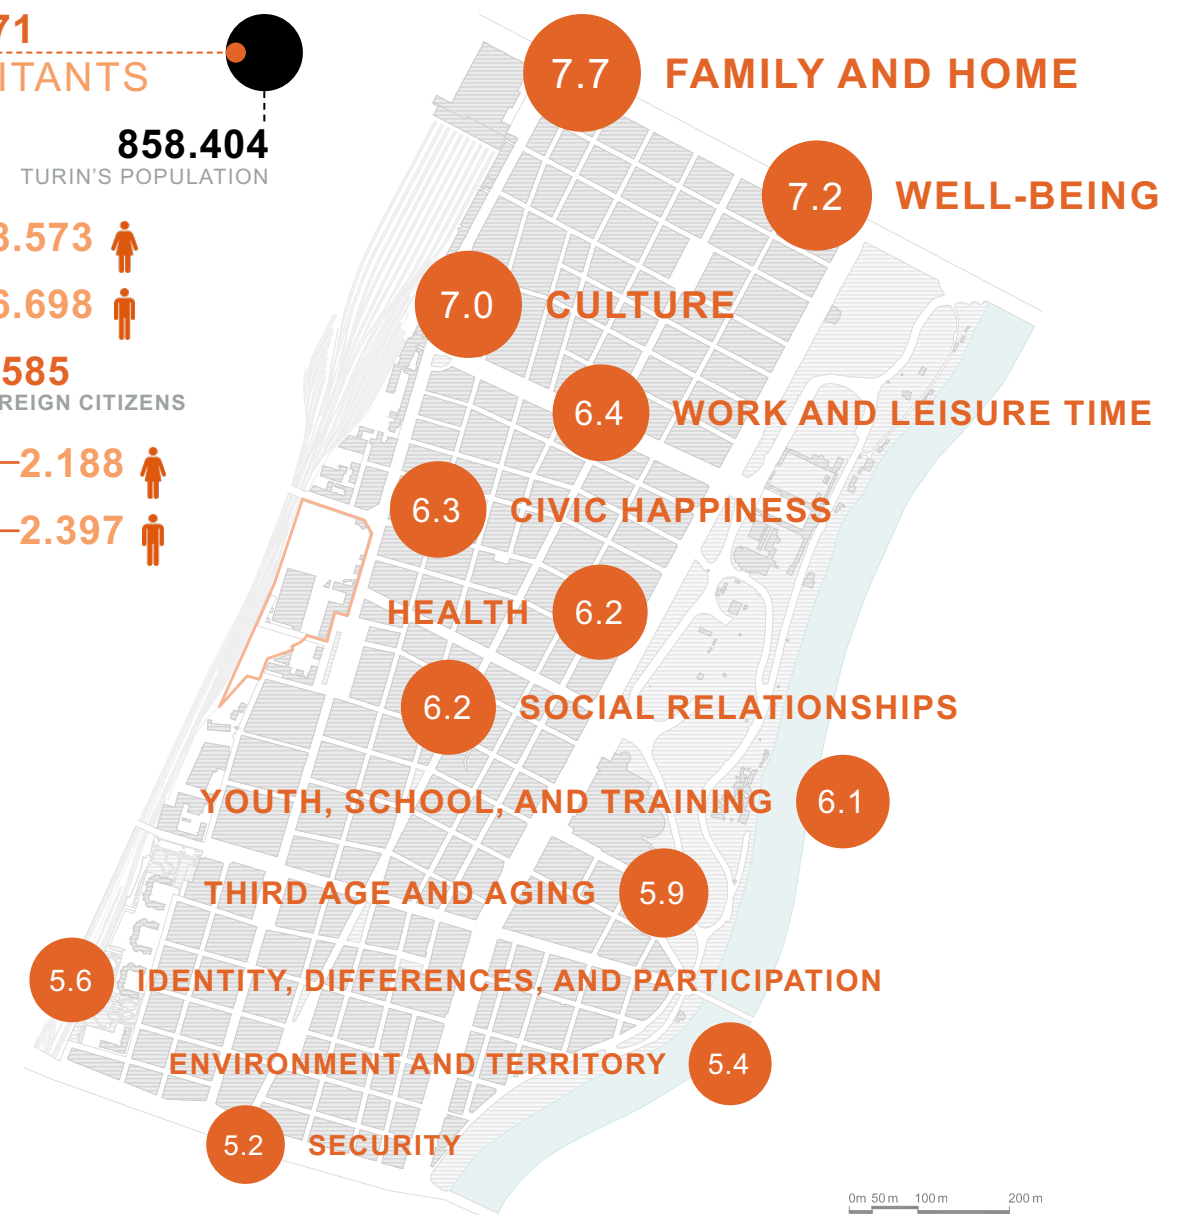 71
ITANTS
858.404
TURIN'S POPULATION
3.573
6.698
585
REIGN CITIZENS
2.188
2.397
7.7 FAMILY AND HOME
7.2 WELL-BEING
7.0 CULTURE
6.4 WORK AND LEISURE TIME
6.3 CIVIC HAPPINESS
HEALTH 6.2
6.2 SOCIAL RELATIONSHIPS
YOUTH, SCHOOL, AND TRAINING 6.1
THIRD AGE AND AGING 5.9
5.6 IDENTITY, DIFFERENCES, AND PARTICIPATION
ENVIRONMENT AND TERRITORY 5.4
5.2 SECURITY
0m 50 m 100 m 200 m